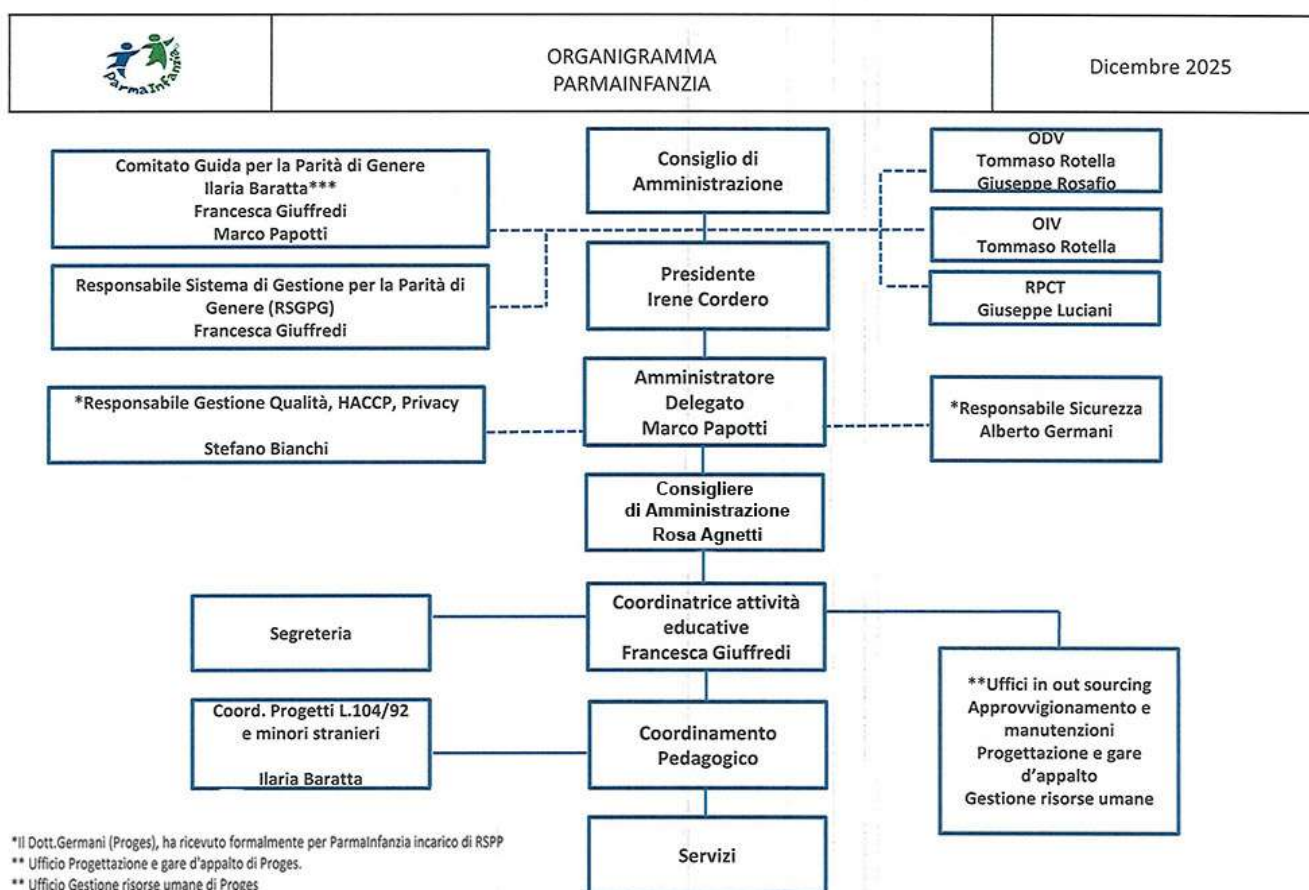 ParmaInfanzia
ORGANIGRAMMA
PARMAINFANZIA
Dicembre 2025
Comitato Guida per la Parità di Genere
Ilaria Baratta***
Francesca Giuffredi
Marco Papotti
Consiglio di
Amministrazione
ODV
Tommaso Rotella
Giuseppe Rosafio
OIV
Tommaso Rotella
Responsabile Sistema di Gestione per la Parità di
Genere (RSGPG)
Francesca Giuffredi
Presidente
Irene Cordero
RPCT
Giuseppe Luciani
*Responsabile Gestione Qualità, HACCP, Privacy
Stefano Bianchi
Amministratore
Delegato
Marco Papotti
*Responsabile Sicurezza
Alberto Germani
Consigliere
di Amministrazione
Rosa Agnetti
Segreteria
Coordinatrice attività
educative
Francesca Giuffredi
**Uffici in out sourcing
Approvvigionamento e
manutenzioni
Progettazione e gare
d'appalto
Gestione risorse umane
Coord. Progetti L.104/92
e minori stranieri
Ilaria Baratta
Coordinamento
Pedagogico
Servizi
*Il Dott.Germani (Proges), ha ricevuto formalmente per ParmaInfanzia incarico di RSPP
** Ufficio Progettazione e gare d'appalto di Proges.
** Ufficio Gestione risorse umane di Proges